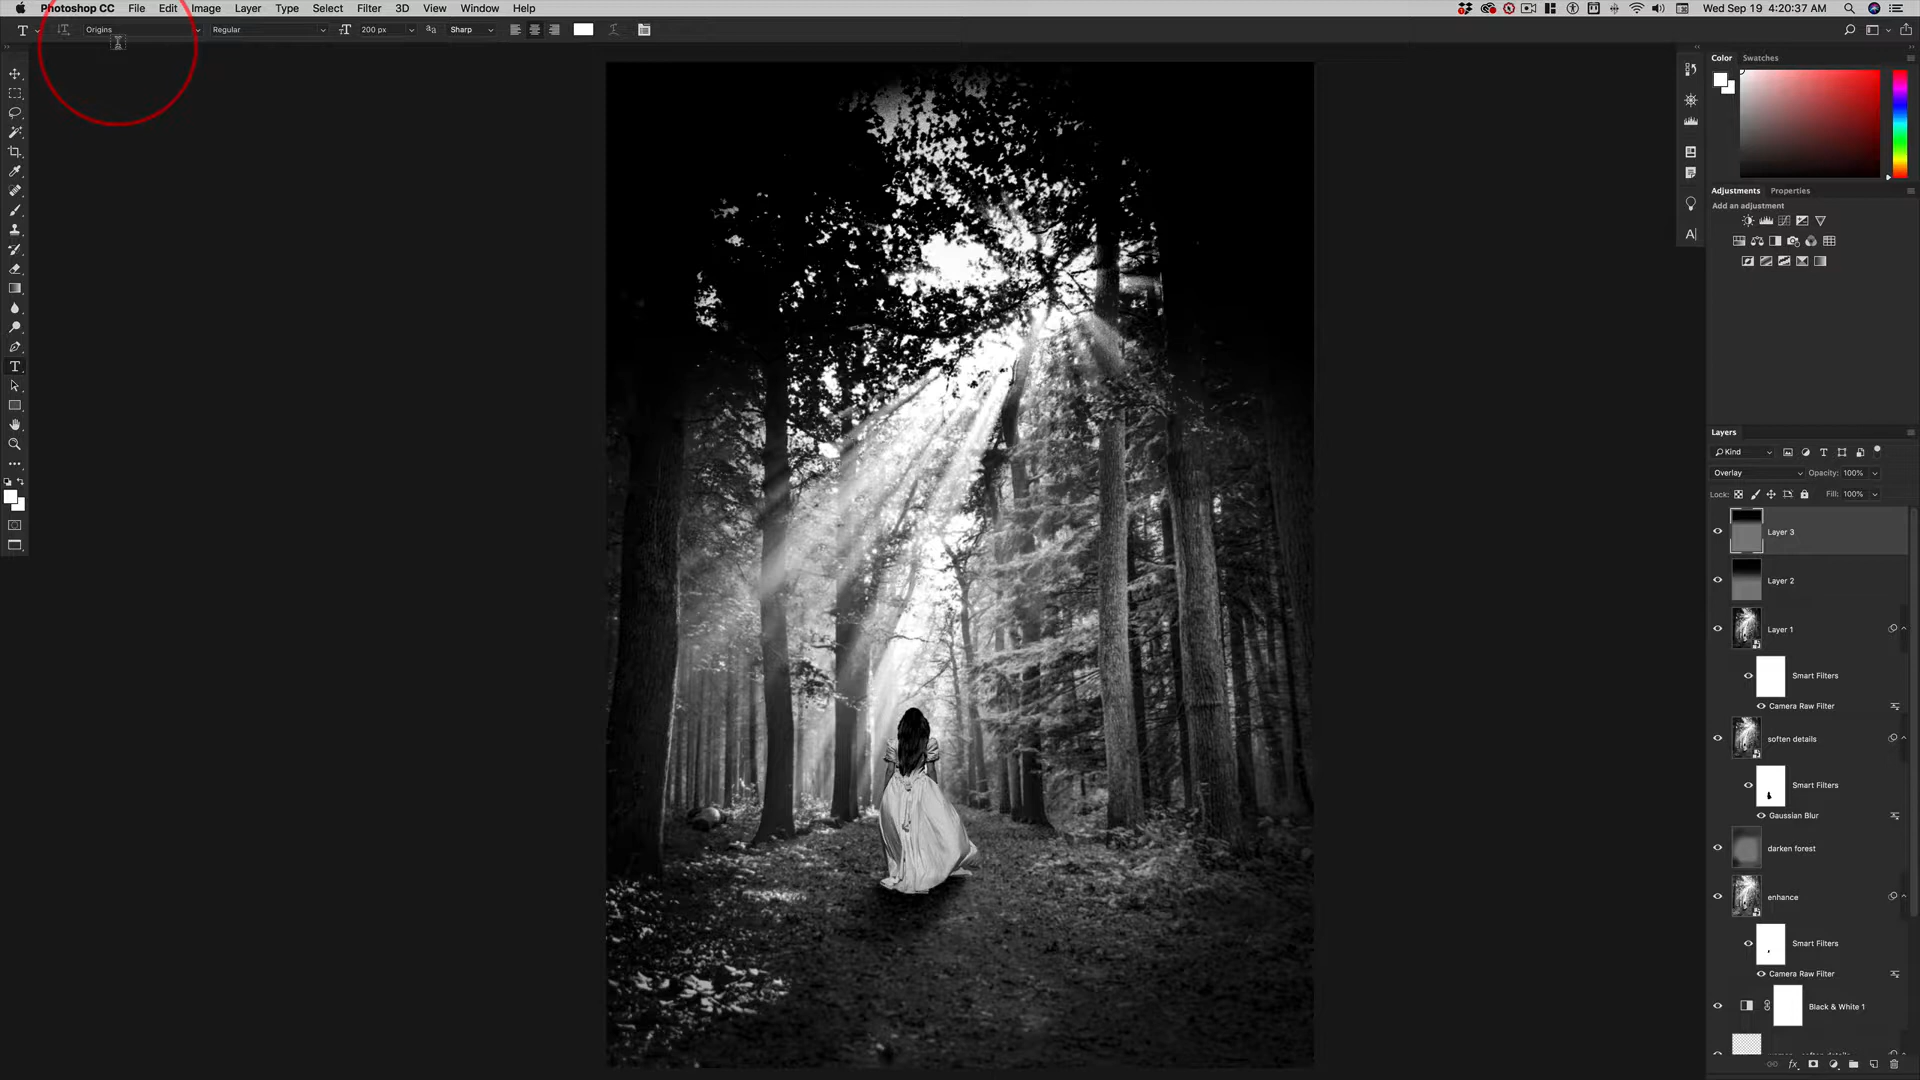 Photoshop CC File Edit Image Layer Type Select Filter 3D View Window Help Wed Sep 19 4:20:37 AM
Origins Regular 200 px Sharp
Color Swatches
Adjustments Properties
Add an adjustment
Layers
Kind
Overlay Opacity: 100%
Lock: Fill: 100%
Layer 3
Layer 2
Layer 1
Smart Filters
Camera Raw Filter
soften details
Smart Filters
Gaussian Blur
darken forest
enhance
Smart Filters
Camera Raw Filter
Black & White 1